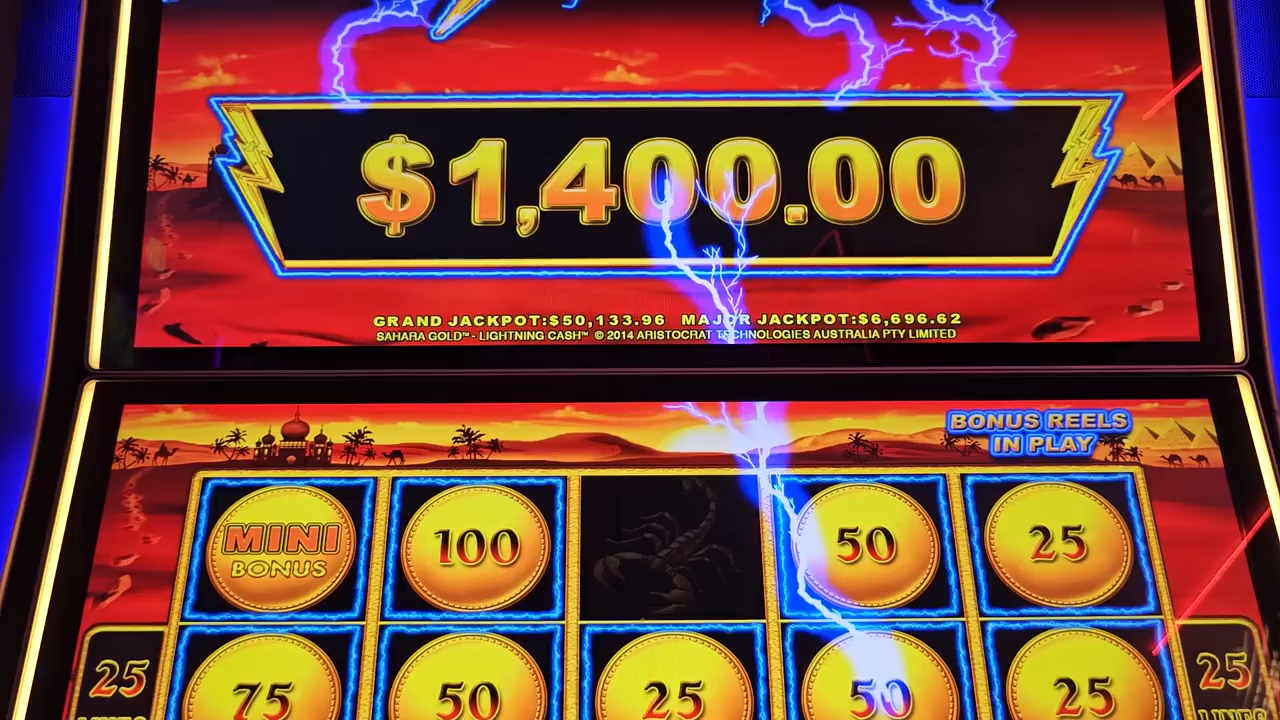 $1,400.00
GRAND JACKPOT:$50,133.96 MAJOR JACKPOT:$6,696.62
SAHARA GOLD™ - LIGHTNING CASH™ © 2014 ARISTOCRAT TECHNOLOGIES AUSTRALIA PTY LIMITED
BONUS REELS
IN PLAY
MINI
BONUS
100
50
25
25
LINES
75
50
25
50
25
25
LINES